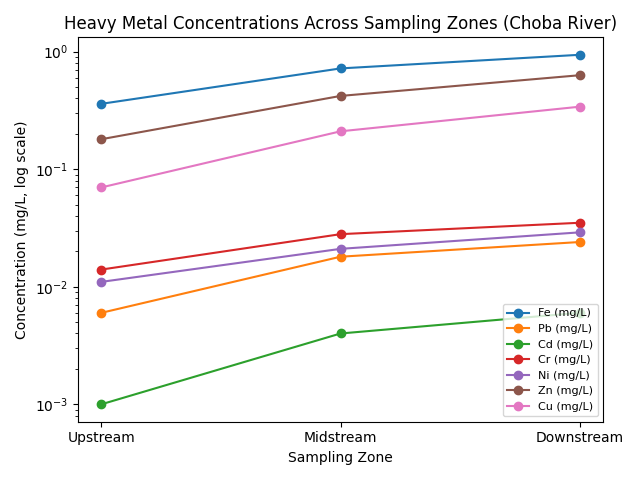 Heavy Metal Concentrations Across Sampling Zones (Choba River)
Concentration (mg/L, log scale)
10⁰
10⁻¹
10⁻²
10⁻³
Fe (mg/L)
Pb (mg/L)
Cd (mg/L)
Cr (mg/L)
Ni (mg/L)
Zn (mg/L)
Cu (mg/L)
Upstream Midstream Downstream
Sampling Zone